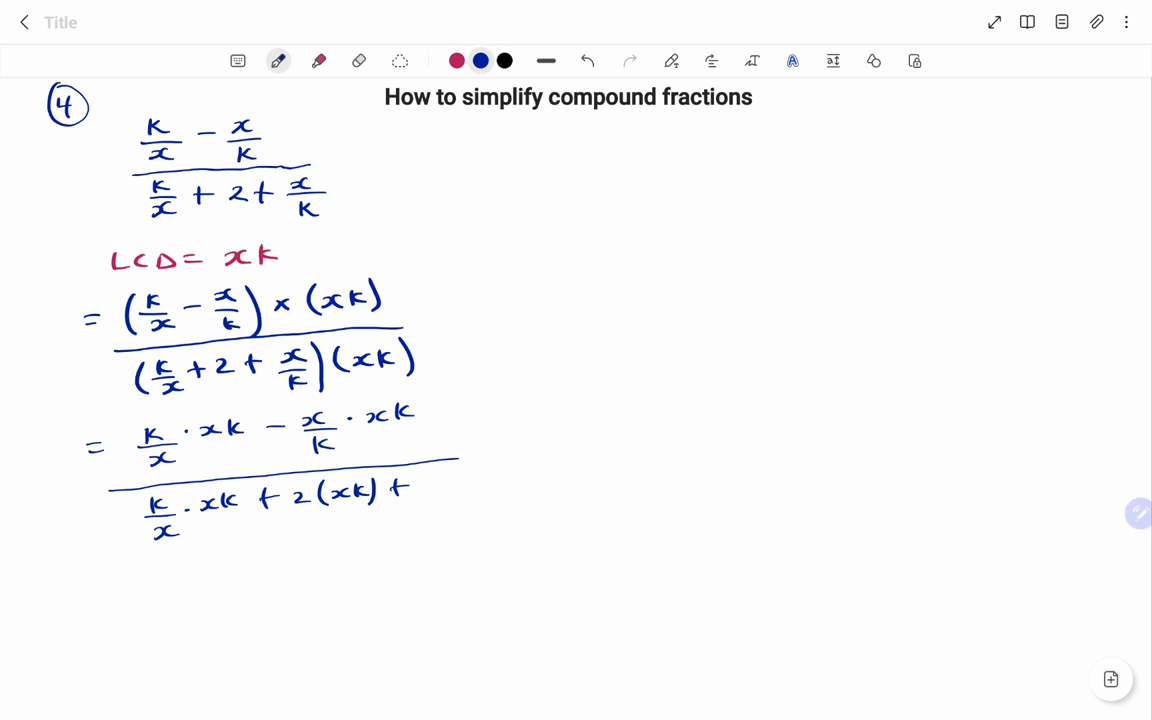 Title
How to simplify compound fractions
4
k/x - x/k
k/x + 2 + x/k
LCD = xk
= (k/x - x/k) × (xk)
(k/x + 2 + x/k)(xk)
= k/x · xk - x/k · xk
k/x · xk + 2(xk) +